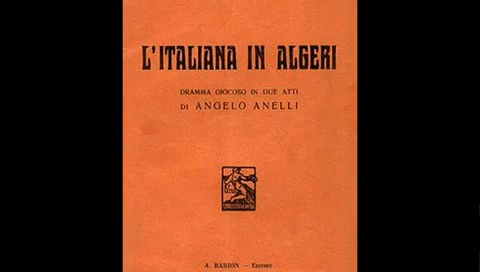 L'ITALIANA IN ALGERI
DRAMMA GIOCOSO IN DUE ATTI
DI ANGELO ANELLI
A. BARION — EDITORE